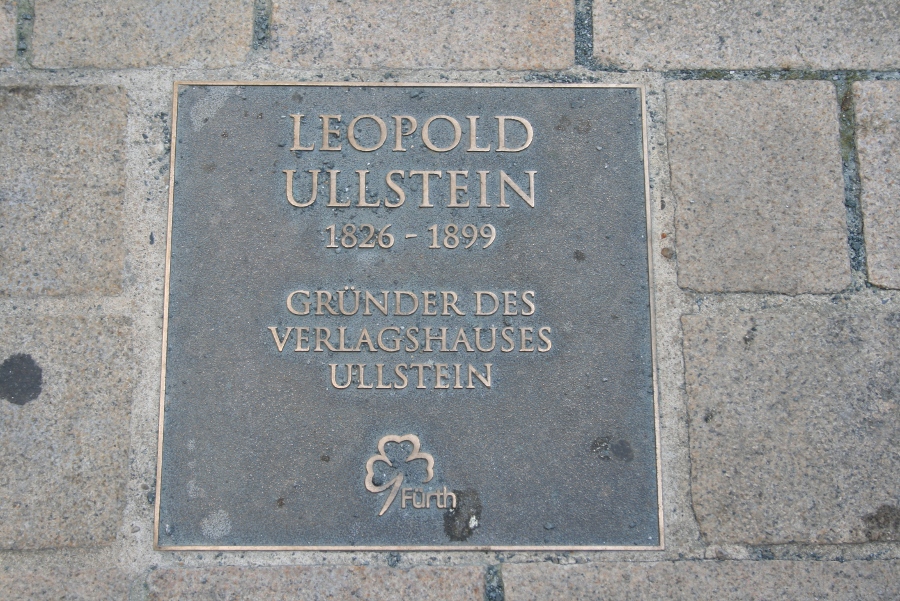 LEOPOLD
ULLSTEIN
1826 - 1899
GRÜNDER DES
VERLAGSHAUSES
ULLSTEIN
Fürth